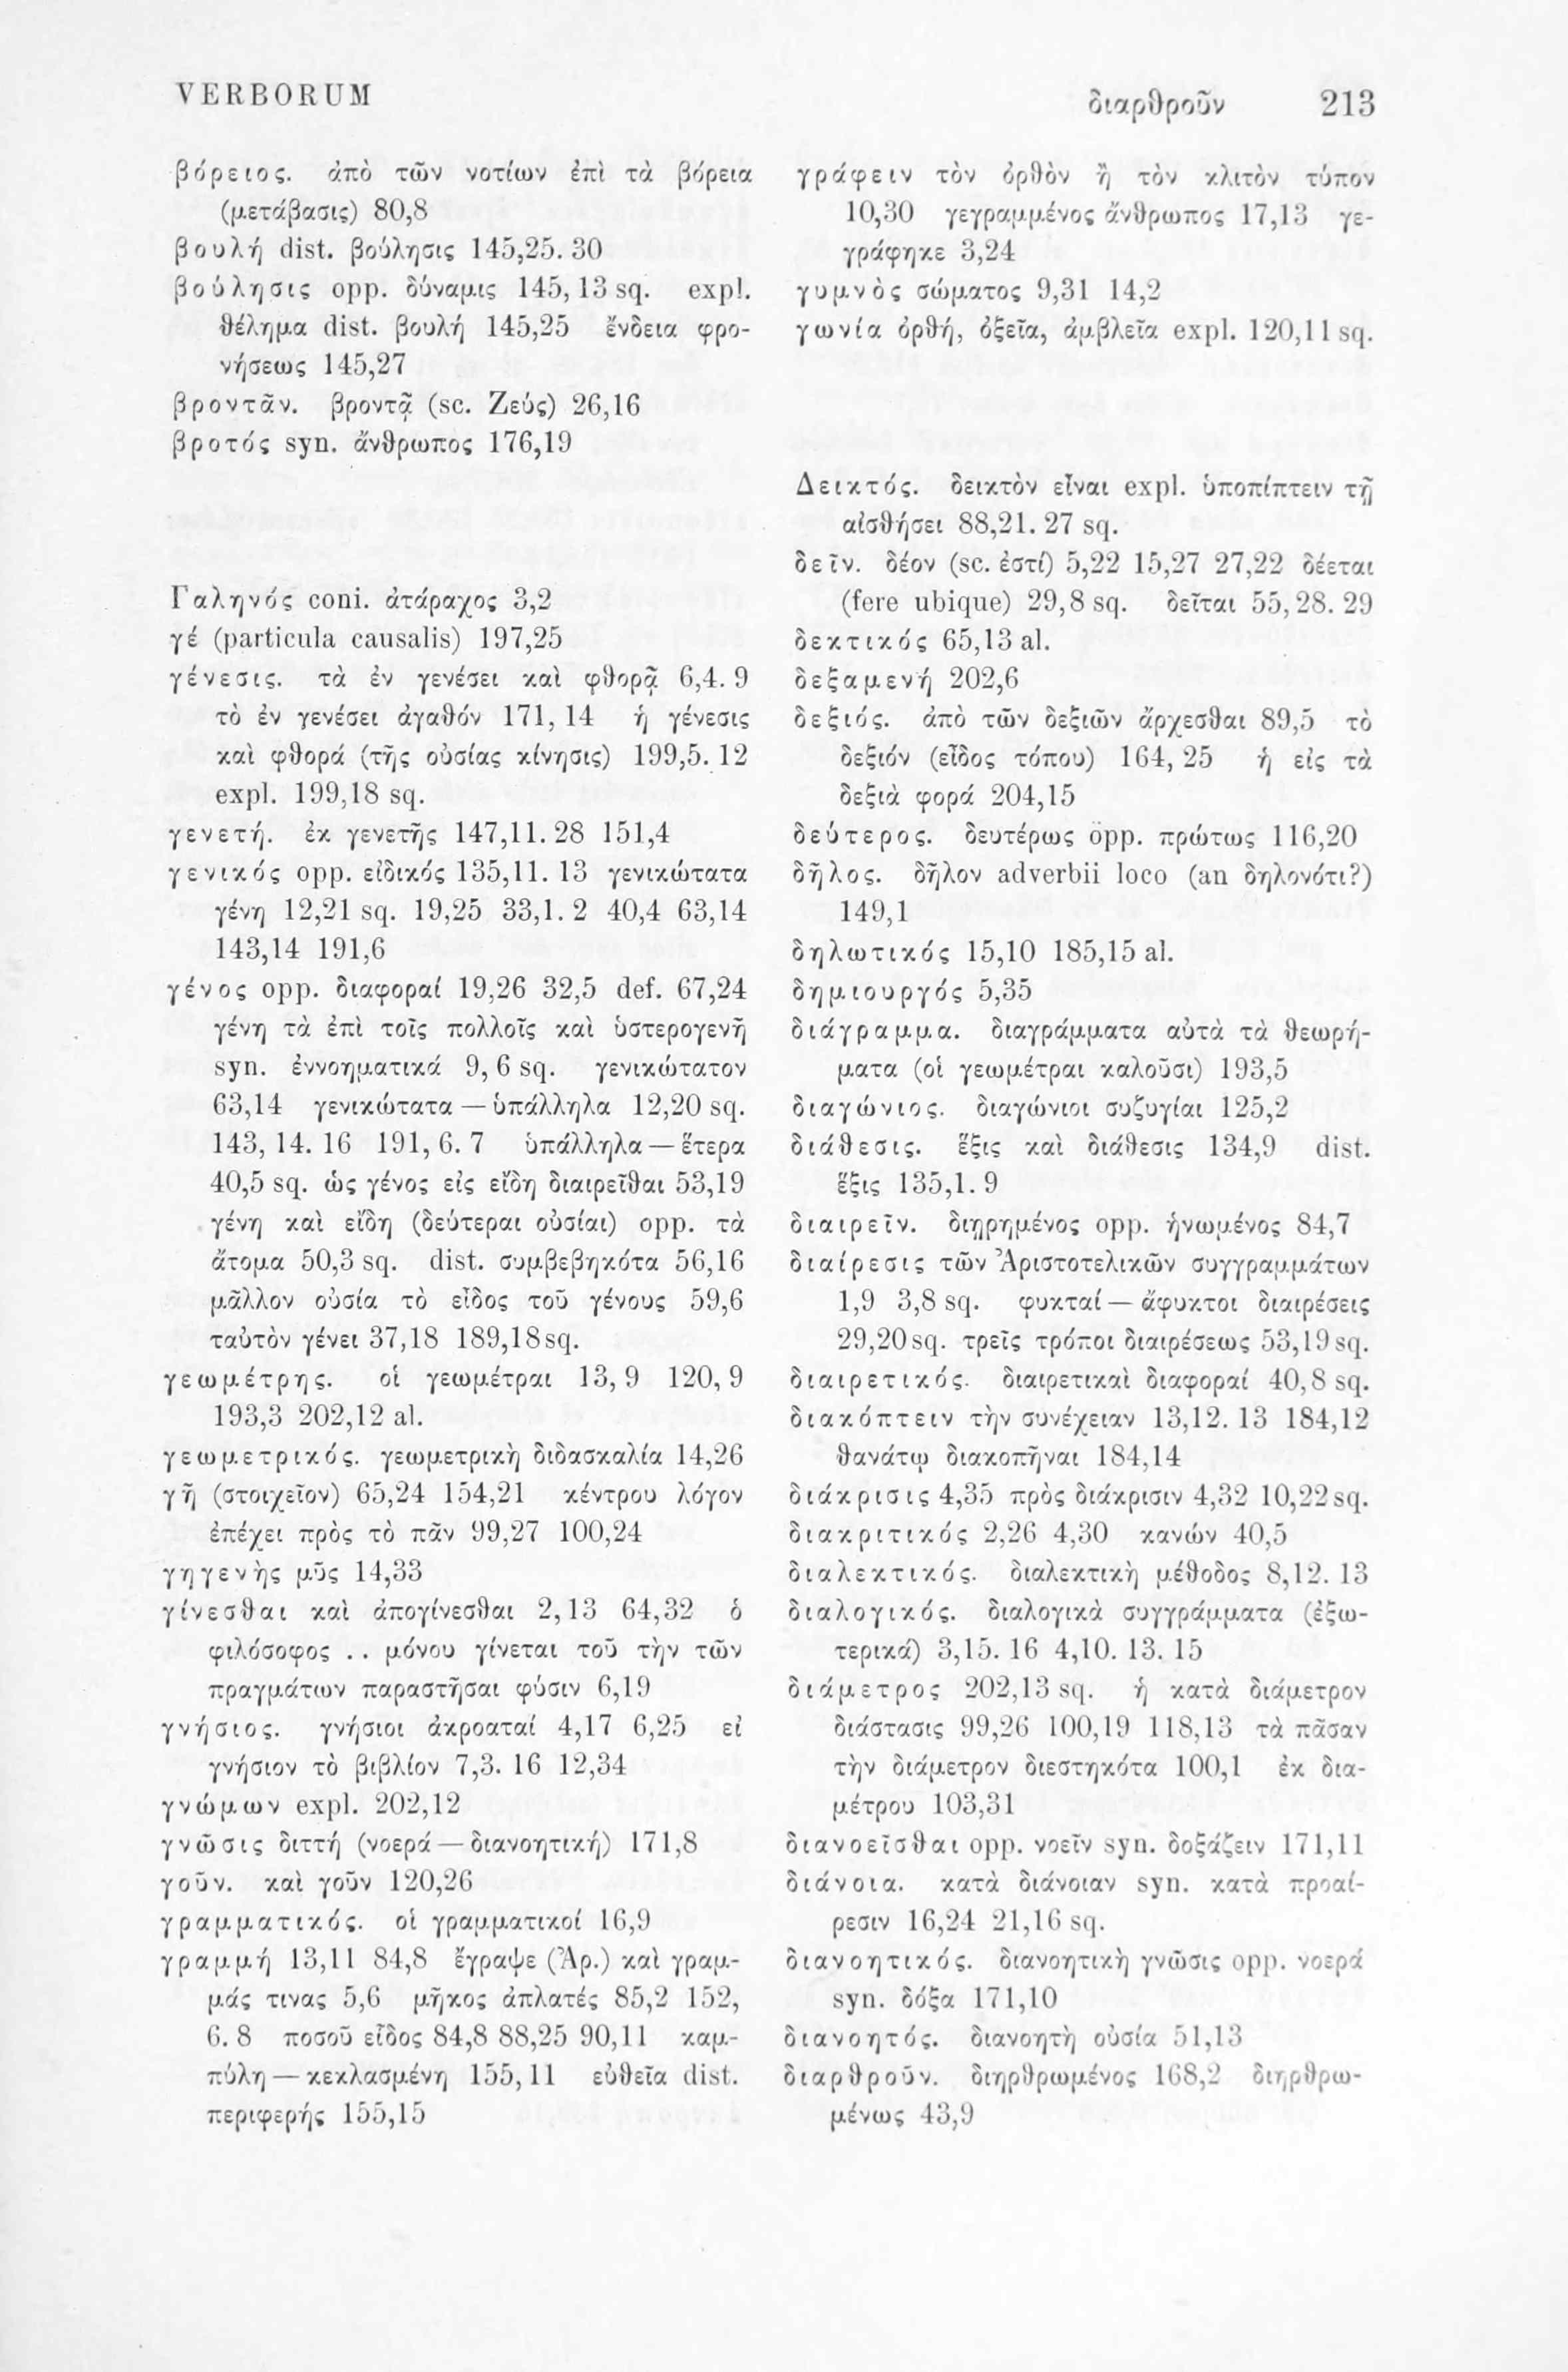 VERBORUM
διαρθροῦν 213
βόρειος. ἀπὸ τῶν νοτίων ἐπὶ τὰ βόρεια
(μετάβασις) 80,8
βουλή dist. βούλησις 145,25. 30
βούλησις opp. δύναμις 145,13 sq. expl.
θέλημα dist. βουλή 145,25 ἔνδεια φρο-
νήσεως 145,27
βροντᾶν. βροντᾷ (sc. Ζεύς) 26,16
βροτός syn. ἄνθρωπος 176,19
Γαληνός coni. ἀτάραχος 3,2
γέ (particula causalis) 197,25
γένεσις. τὰ ἐν γενέσει καὶ φθορᾷ 6,4. 9
τὸ ἐν γενέσει ἀγαθόν 171,14 ἡ γένεσις
καὶ φθορά (τῆς οὐσίας κίνησις) 199,5. 12
expl. 199,18 sq.
γενετή. ἐκ γενετῆς 147,11. 28 151,4
γενικός opp. εἰδικός 135,11. 13 γενικώτατα
γένη 12,21 sq. 19,25 33,1. 2 40,4 63,14
143,14 191,6
γένος opp. διαφοραί 19,26 32,5 def. 67,24
γένη τὰ ἐπὶ τοῖς πολλοῖς καὶ ὑστερογενῆ
syn. ἐννοηματικά 9,6 sq. γενικώτατον
63,14 γενικώτατα — ὑπάλληλα 12,20 sq.
143,14. 16 191,6. 7 ὑπάλληλα — ἕτερα
40,5 sq. ὡς γένος εἰς εἴδη διαιρεῖθαι 53,19
γένη καὶ εἴδη (δεύτεραι οὐσίαι) opp. τὰ
ἄτομα 50,3 sq. dist. συμβεβηκότα 56,16
μᾶλλον οὐσία τὸ εἶδος τοῦ γένους 59,6
ταὐτὸν γένει 37,18 189,18 sq.
γεωμέτρης. οἱ γεωμέτραι 13,9 120,9
193,3 202,12 al.
γεωμετρικός. γεωμετρικὴ διδασκαλία 14,26
γῆ (στοιχεῖον) 65,24 154,21 κέντρου λόγον
ἐπέχει πρὸς τὸ πᾶν 99,27 100,24
γηγενὴς μῦς 14,33
γίνεσθαι καὶ ἀπογίνεσθαι 2,13 64,32 ὁ
φιλόσοφος . . μόνου γίνεται τοῦ τὴν τῶν
πραγμάτων παραστῆσαι φύσιν 6,19
γνήσιος. γνήσιοι ἀκροαταί 4,17 6,25 εἰ
γνήσιον τὸ βιβλίον 7,3. 16 12,34
γνώμων expl. 202,12
γνῶσις διττή (νοερά — διανοητική) 171,8
γοῦν. καὶ γοῦν 120,26
γραμματικός. οἱ γραμματικοί 16,9
γραμμή 13,11 84,8 ἔγραψε (Ἀρ.) καὶ γραμ-
μάς τινας 5,6 μῆκος ἀπλατές 85,2 152,
6. 8 ποσοῦ εἶδος 84,8 88,25 90,11 καμ-
πύλη — κεκλασμένη 155,11 εὐθεῖα dist.
περιφερής 155,15
γράφειν τὸν ὀρθὸν ἢ τὸν κλιτὸν τύπον
10,30 γεγραμμένος ἄνθρωπος 17,13 γε-
γράφηκε 3,24
γυμνὸς σώματος 9,31 14,2
γωνία ὀρθή, ὀξεῖα, ἀμβλεῖα expl. 120,11 sq.
Δεικτός. δεικτὸν εἶναι expl. ὑποπίπτειν τῇ
αἰσθήσει 88,21. 27 sq.
δεῖν. δέον (sc. ἐστί) 5,22 15,27 27,22 δέεται
(fere ubique) 29,8 sq. δεῖται 55,28. 29
δεκτικός 65,13 al.
δεξαμενή 202,6
δεξιός. ἀπὸ τῶν δεξιῶν ἄρχεσθαι 89,5 τὸ
δεξιόν (εἶδος τόπου) 164,25 ἡ εἰς τὰ
δεξιὰ φορά 204,15
δεύτερος. δευτέρως opp. πρώτως 116,20
δῆλος. δῆλον adverbii loco (an δηλονότι?)
149,1
δηλωτικός 15,10 185,15 al.
δημιουργός 5,35
διάγραμμα. διαγράμματα αὐτὰ τὰ θεωρή-
ματα (οἱ γεωμέτραι καλοῦσι) 193,5
διαγώνιος. διαγώνιοι συζυγίαι 125,2
διάθεσις. ἕξις καὶ διάθεσις 134,9 dist.
ἕξις 135,1. 9
διαιρεῖν. διῃρημένος opp. ἡνωμένος 84,7
διαίρεσις τῶν Ἀριστοτελικῶν συγγραμμάτων
1,9 3,8 sq. φυκταί — ἄφυκτοι διαιρέσεις
29,20 sq. τρεῖς τρόποι διαιρέσεως 53,19 sq.
διαιρετικός. διαιρετικαὶ διαφοραί 40,8 sq.
διακόπτειν τὴν συνέχειαν 13,12. 13 184,12
θανάτῳ διακοπῆναι 184,14
διάκρισις 4,35 πρὸς διάκρισιν 4,32 10,22 sq.
διακριτικός 2,26 4,30 κανών 40,5
διαλεκτικός. διαλεκτικὴ μέθοδος 8,12. 13
διαλογικός. διαλογικὰ συγγράμματα (ἐξω-
τερικά) 3,15. 16 4,10. 13. 15
διάμετρος 202,13 sq. ἡ κατὰ διάμετρον
διάστασις 99,26 100,19 118,13 τὰ πᾶσαν
τὴν διάμετρον διεστηκότα 100,1 ἐκ δια-
μέτρου 103,31
διανοεῖσθαι opp. νοεῖν syn. δοξάζειν 171,11
διάνοια. κατὰ διάνοιαν syn. κατὰ προαί-
ρεσιν 16,24 21,16 sq.
διανοητικός. διανοητικὴ γνῶσις opp. νοερά
syn. δόξα 171,10
διανοητός. διανοητὴ οὐσία 51,13
διαρθροῦν. διηρθρωμένος 168,2 διηρθρω-
μένως 43,9